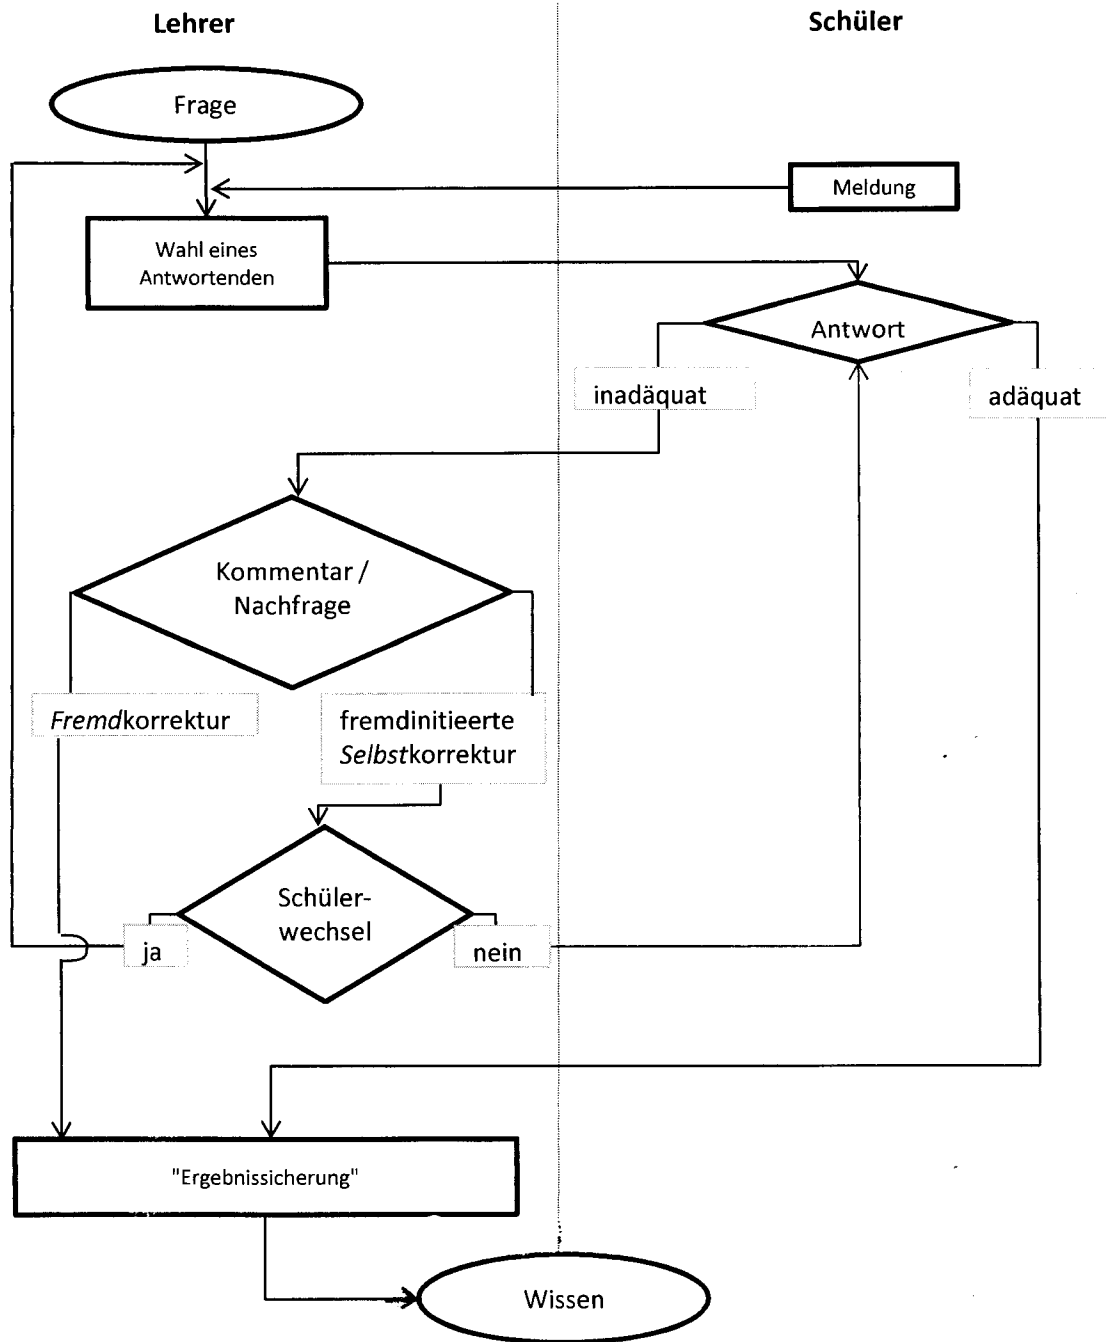 Lehrer
Schüler
Frage
Meldung
Wahl eines
Antwortenden
Antwort
inadäquat
adäquat
Kommentar /
Nachfrage
Fremdkorrektur
fremdinitieerte
Selbstkorrektur
Schüler-
wechsel
ja
nein
"Ergebnissicherung"
Wissen